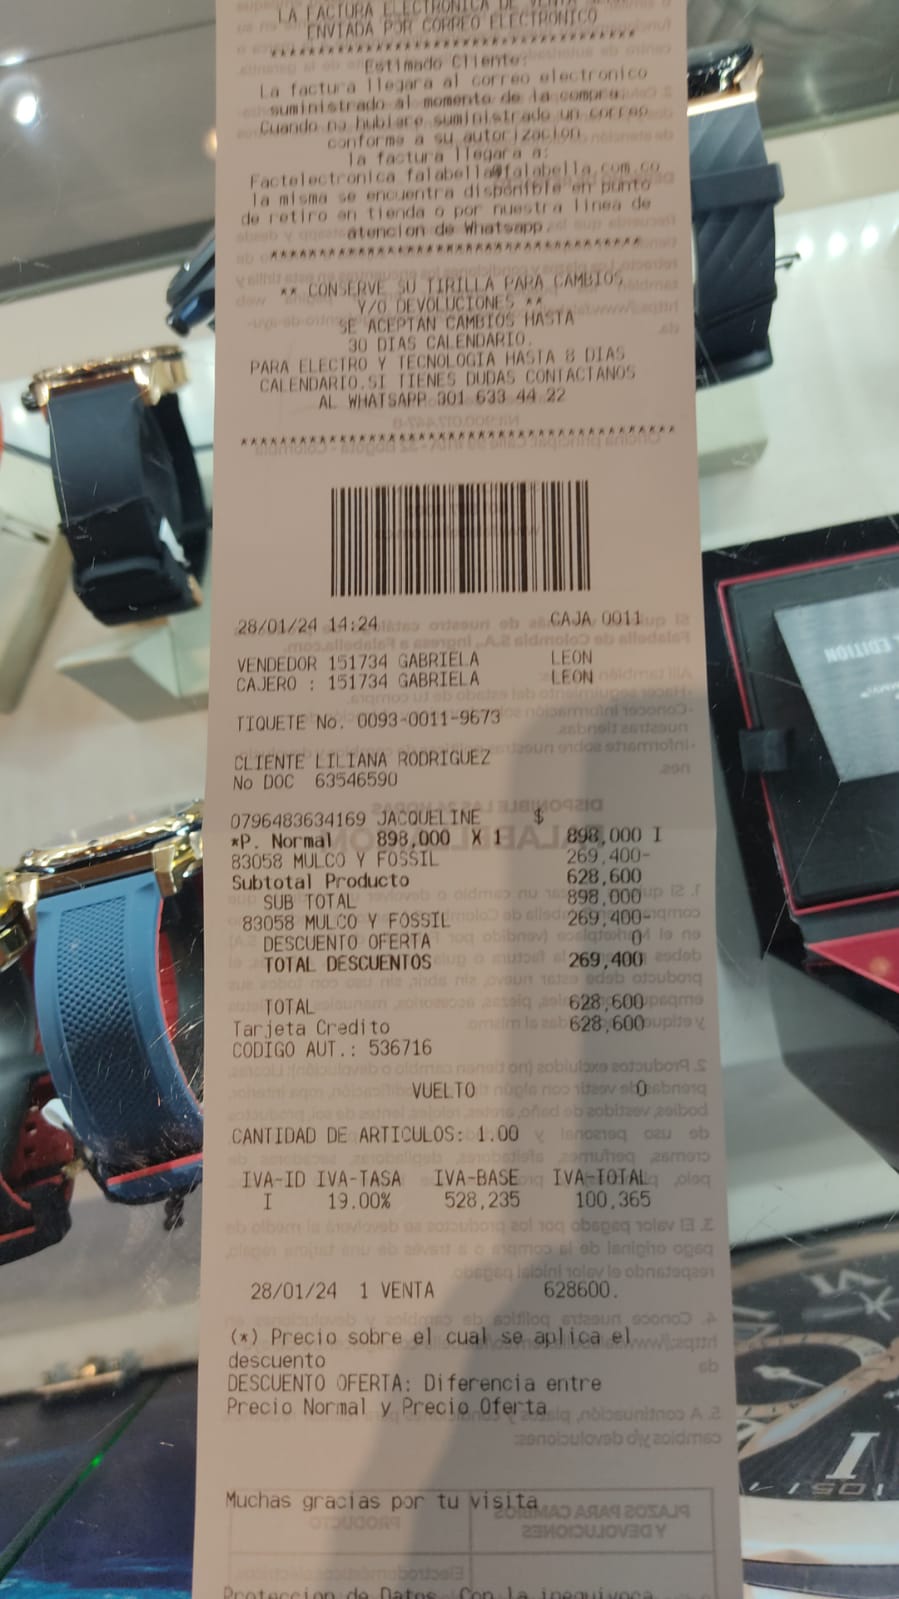 LA FACTURA ELECTRONICA DE VENTA
ENVIADA POR CORREO ELECTRONICO
************************************
Estimado Cliente:
La factura llegara al correo electronico
suministrado al momento de la compra.
Cuando no hubiere suministrado un correo
conforme a su autorizacion
la factura llegara a:
Factelectronica.falabella@falabella.com.co
la misma se encuentra disponible en punto
de retiro en tienda o por nuestra linea de
atencion de Whatsapp
************************************
** CONSERVE SU TIRILLA PARA CAMBIOS
Y/O DEVOLUCIONES **
SE ACEPTAN CAMBIOS HASTA
30 DIAS CALENDARIO.
PARA ELECTRO Y TECNOLOGIA HASTA 8 DIAS
CALENDARIO.SI TIENES DUDAS CONTACTANOS
AL WHATSAPP 301 633 44 22
******************************************
28/01/24 14:24 CAJA 0011
VENDEDOR 151734 GABRIELA LEON
CAJERO : 151734 GABRIELA LEON
TIQUETE No. 0093-0011-9673
CLIENTE LILIANA RODRIGUEZ
No DOC 63546590
0796483634169 JACQUELINE $
*P. Normal 898,000 X 1 898,000 I
83058 MULCO Y FOSSIL 269,400-
Subtotal Producto 628,600
SUB TOTAL 898,000
83058 MULCO Y FOSSIL 269,400-
DESCUENTO OFERTA 0
TOTAL DESCUENTOS 269,400
TOTAL 628,600
Tarjeta Credito 628,600
CODIGO AUT.: 536716
VUELTO 0
CANTIDAD DE ARTICULOS: 1.00
IVA-ID IVA-TASA IVA-BASE IVA-TOTAL
I 19.00% 528,235 100,365
28/01/24 1 VENTA 628600.
(*) Precio sobre el cual se aplica el
descuento
DESCUENTO OFERTA: Diferencia entre
Precio Normal y Precio Oferta
Muchas gracias por tu visita
Proteccion de Datos. Con la inequivoca
EDITION